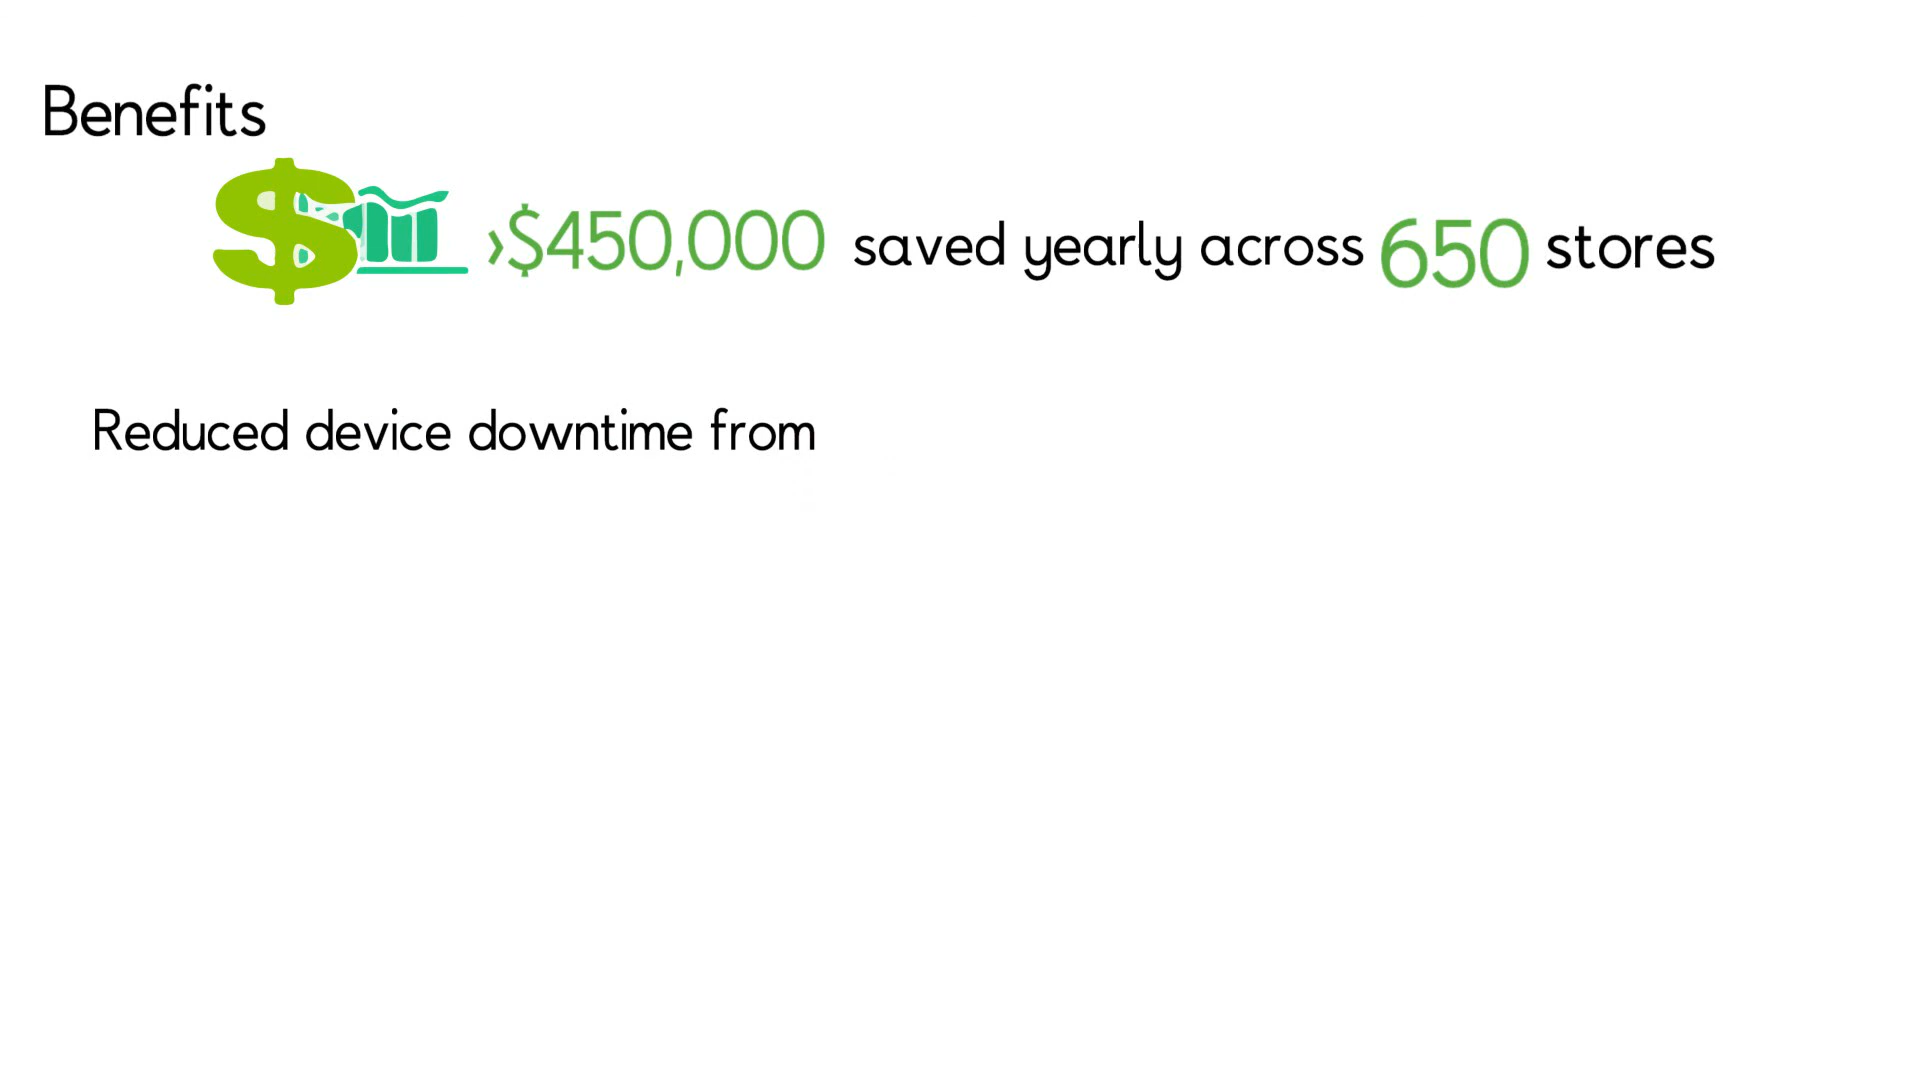 Benefits
>$450,000 saved yearly across 650 stores
Reduced device downtime from